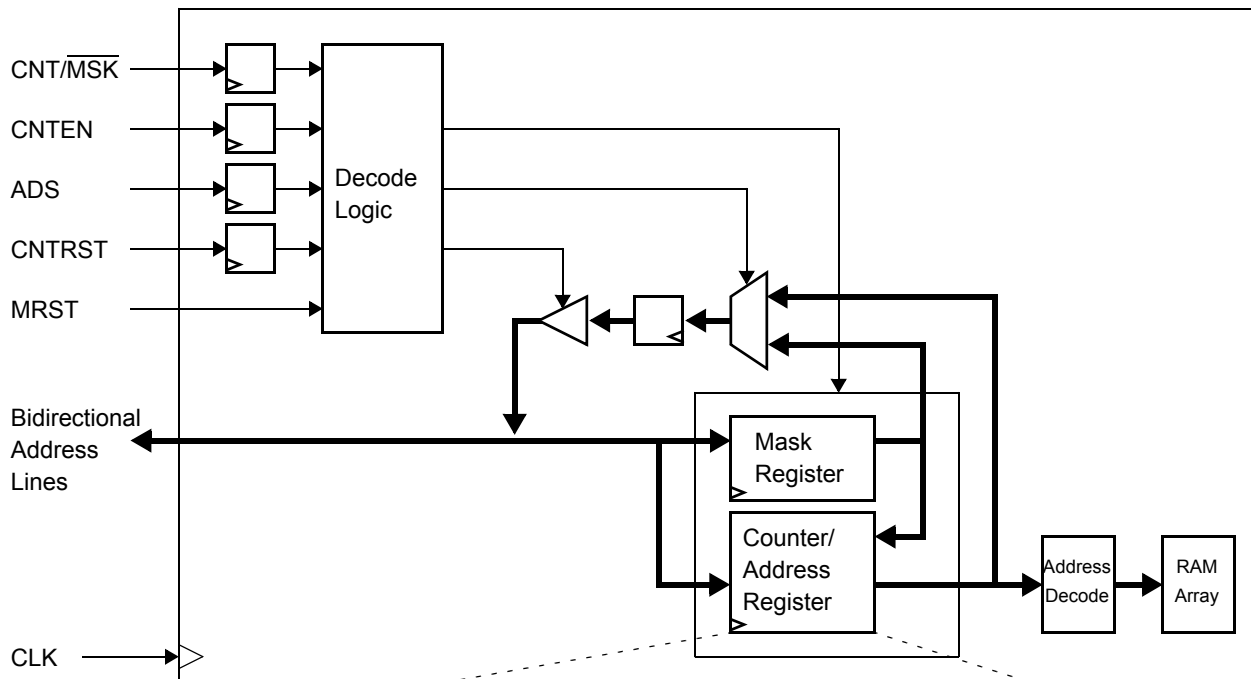 CNT/MSK
CNTEN
ADS
CNTRST
MRST
Decode
Logic
Bidirectional
Address
Lines
Mask
Register
Counter/
Address
Register
Address
Decode
RAM
Array
CLK